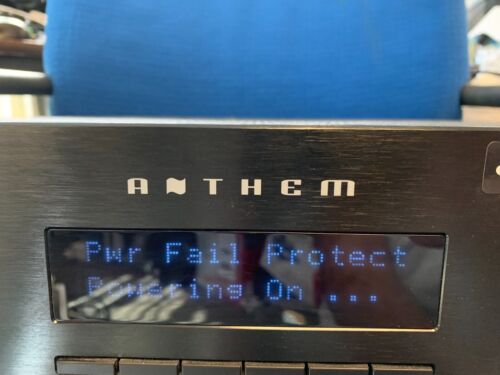 ANTHEM
Pwr Fail Protect
Powering On ...